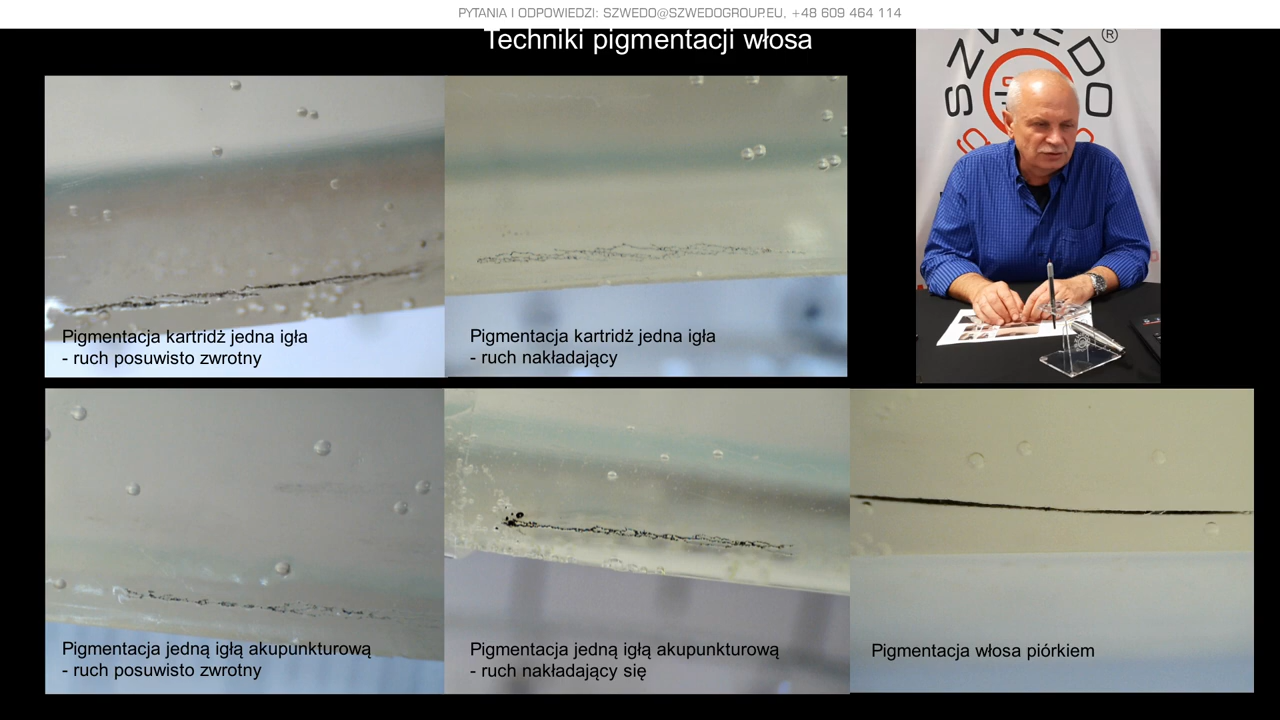 PYTANIA I ODPOWIEDZI: SZWEDO@SZWEDOGROUP.EU, +48 609 464 114
Techniki pigmentacji włosa
SZWEDO®
Pigmentacja kartridż jedna igła
- ruch posuwisto zwrotny
Pigmentacja kartridż jedna igła
- ruch nakładający
Pigmentacja jedną igłą akupunkturową
- ruch posuwisto zwrotny
Pigmentacja jedną igłą akupunkturową
- ruch nakładający się
Pigmentacja włosa piórkiem